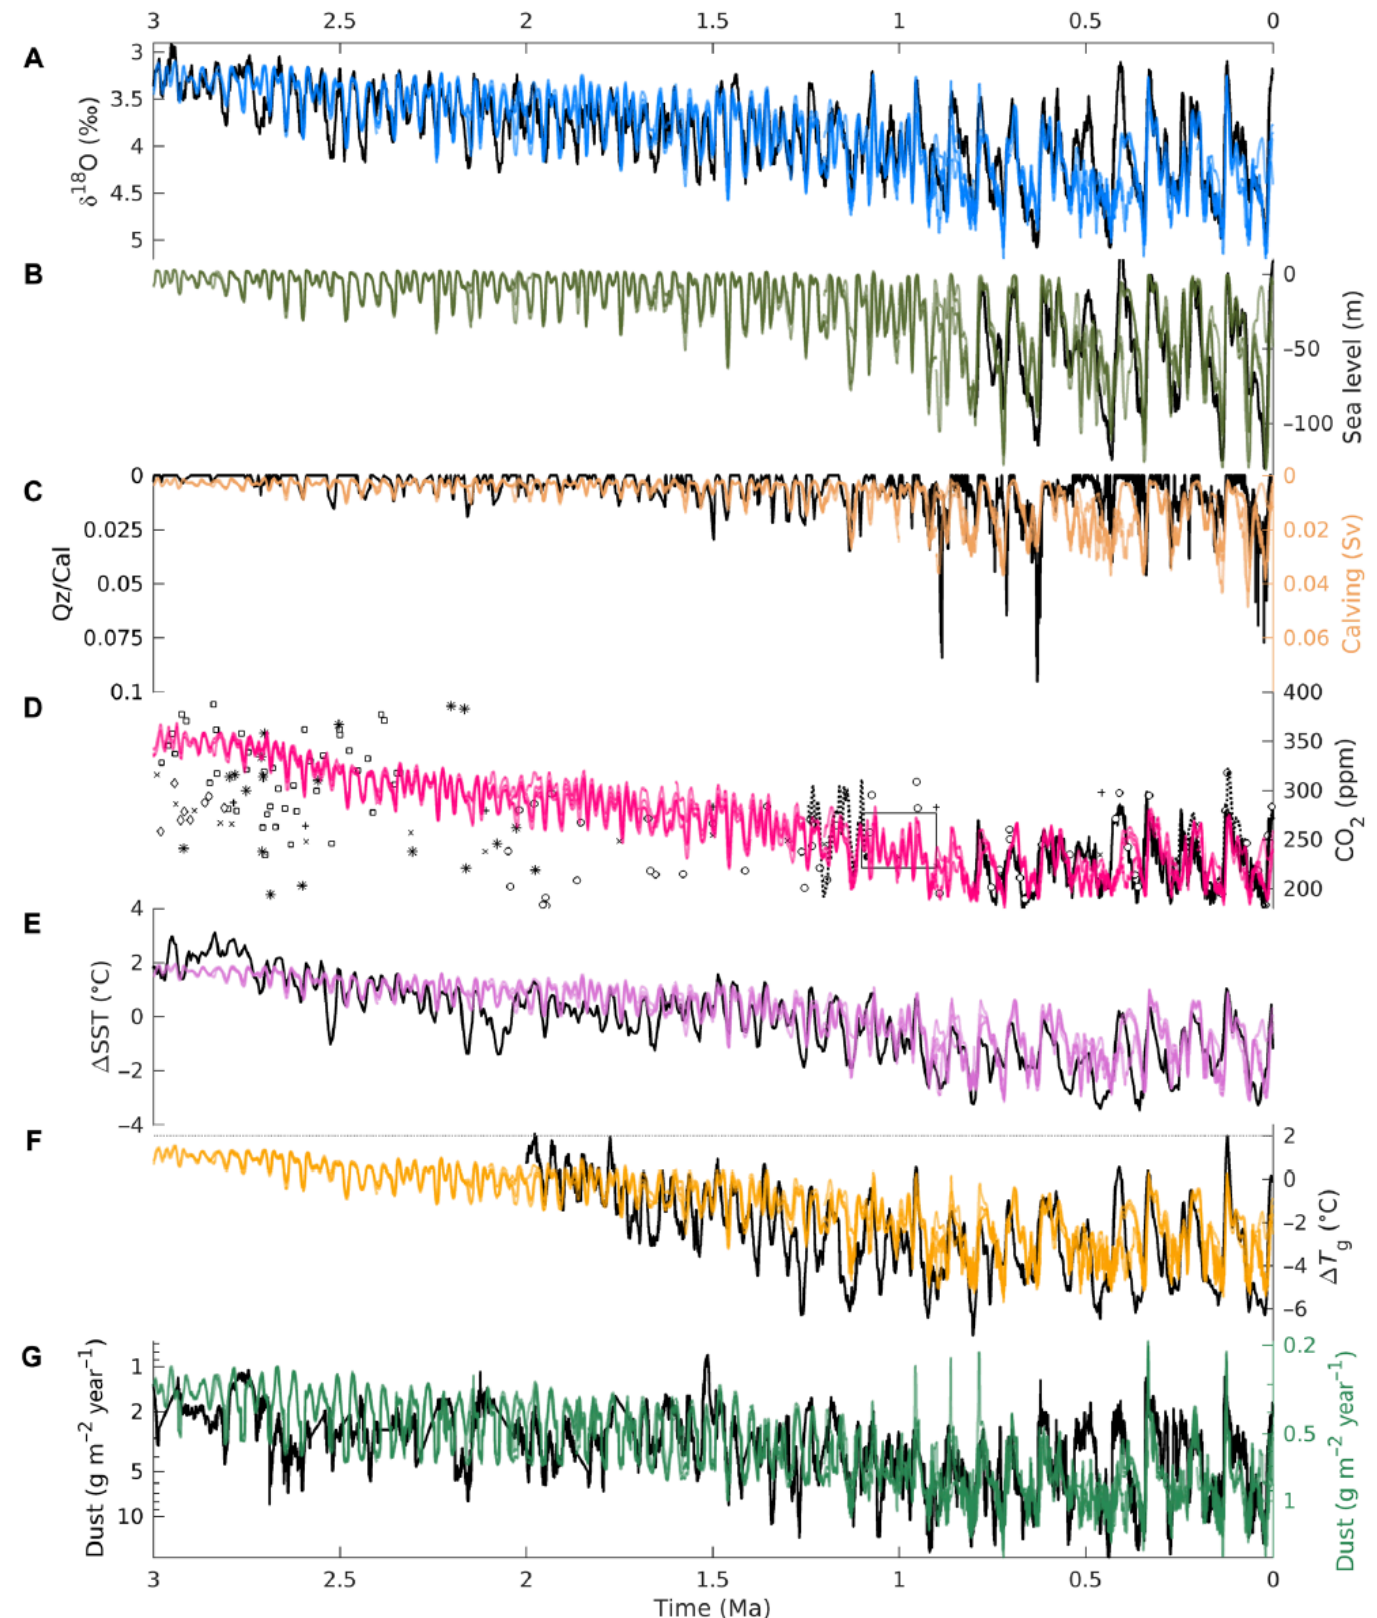 3 2.5 2 1.5 1 0.5 0
A
3
3.5
4
4.5
5
δ18O (‰)
B
0
−50
−100
Sea level (m)
C
0
0.025
0.05
0.075
0.1
Qz/Cal
0
0.02
0.04
0.06
Calving (Sv)
D
400
350
300
250
200
CO2 (ppm)
E
4
2
0
−2
−4
ΔSST (°C)
F
2
0
−2
−4
−6
ΔTg (°C)
G
1
2
5
10
Dust (g m−2 year−1)
0.2
0.5
1
Dust (g m−2 year−1)
3 2.5 2 1.5 1 0.5 0
Time (Ma)